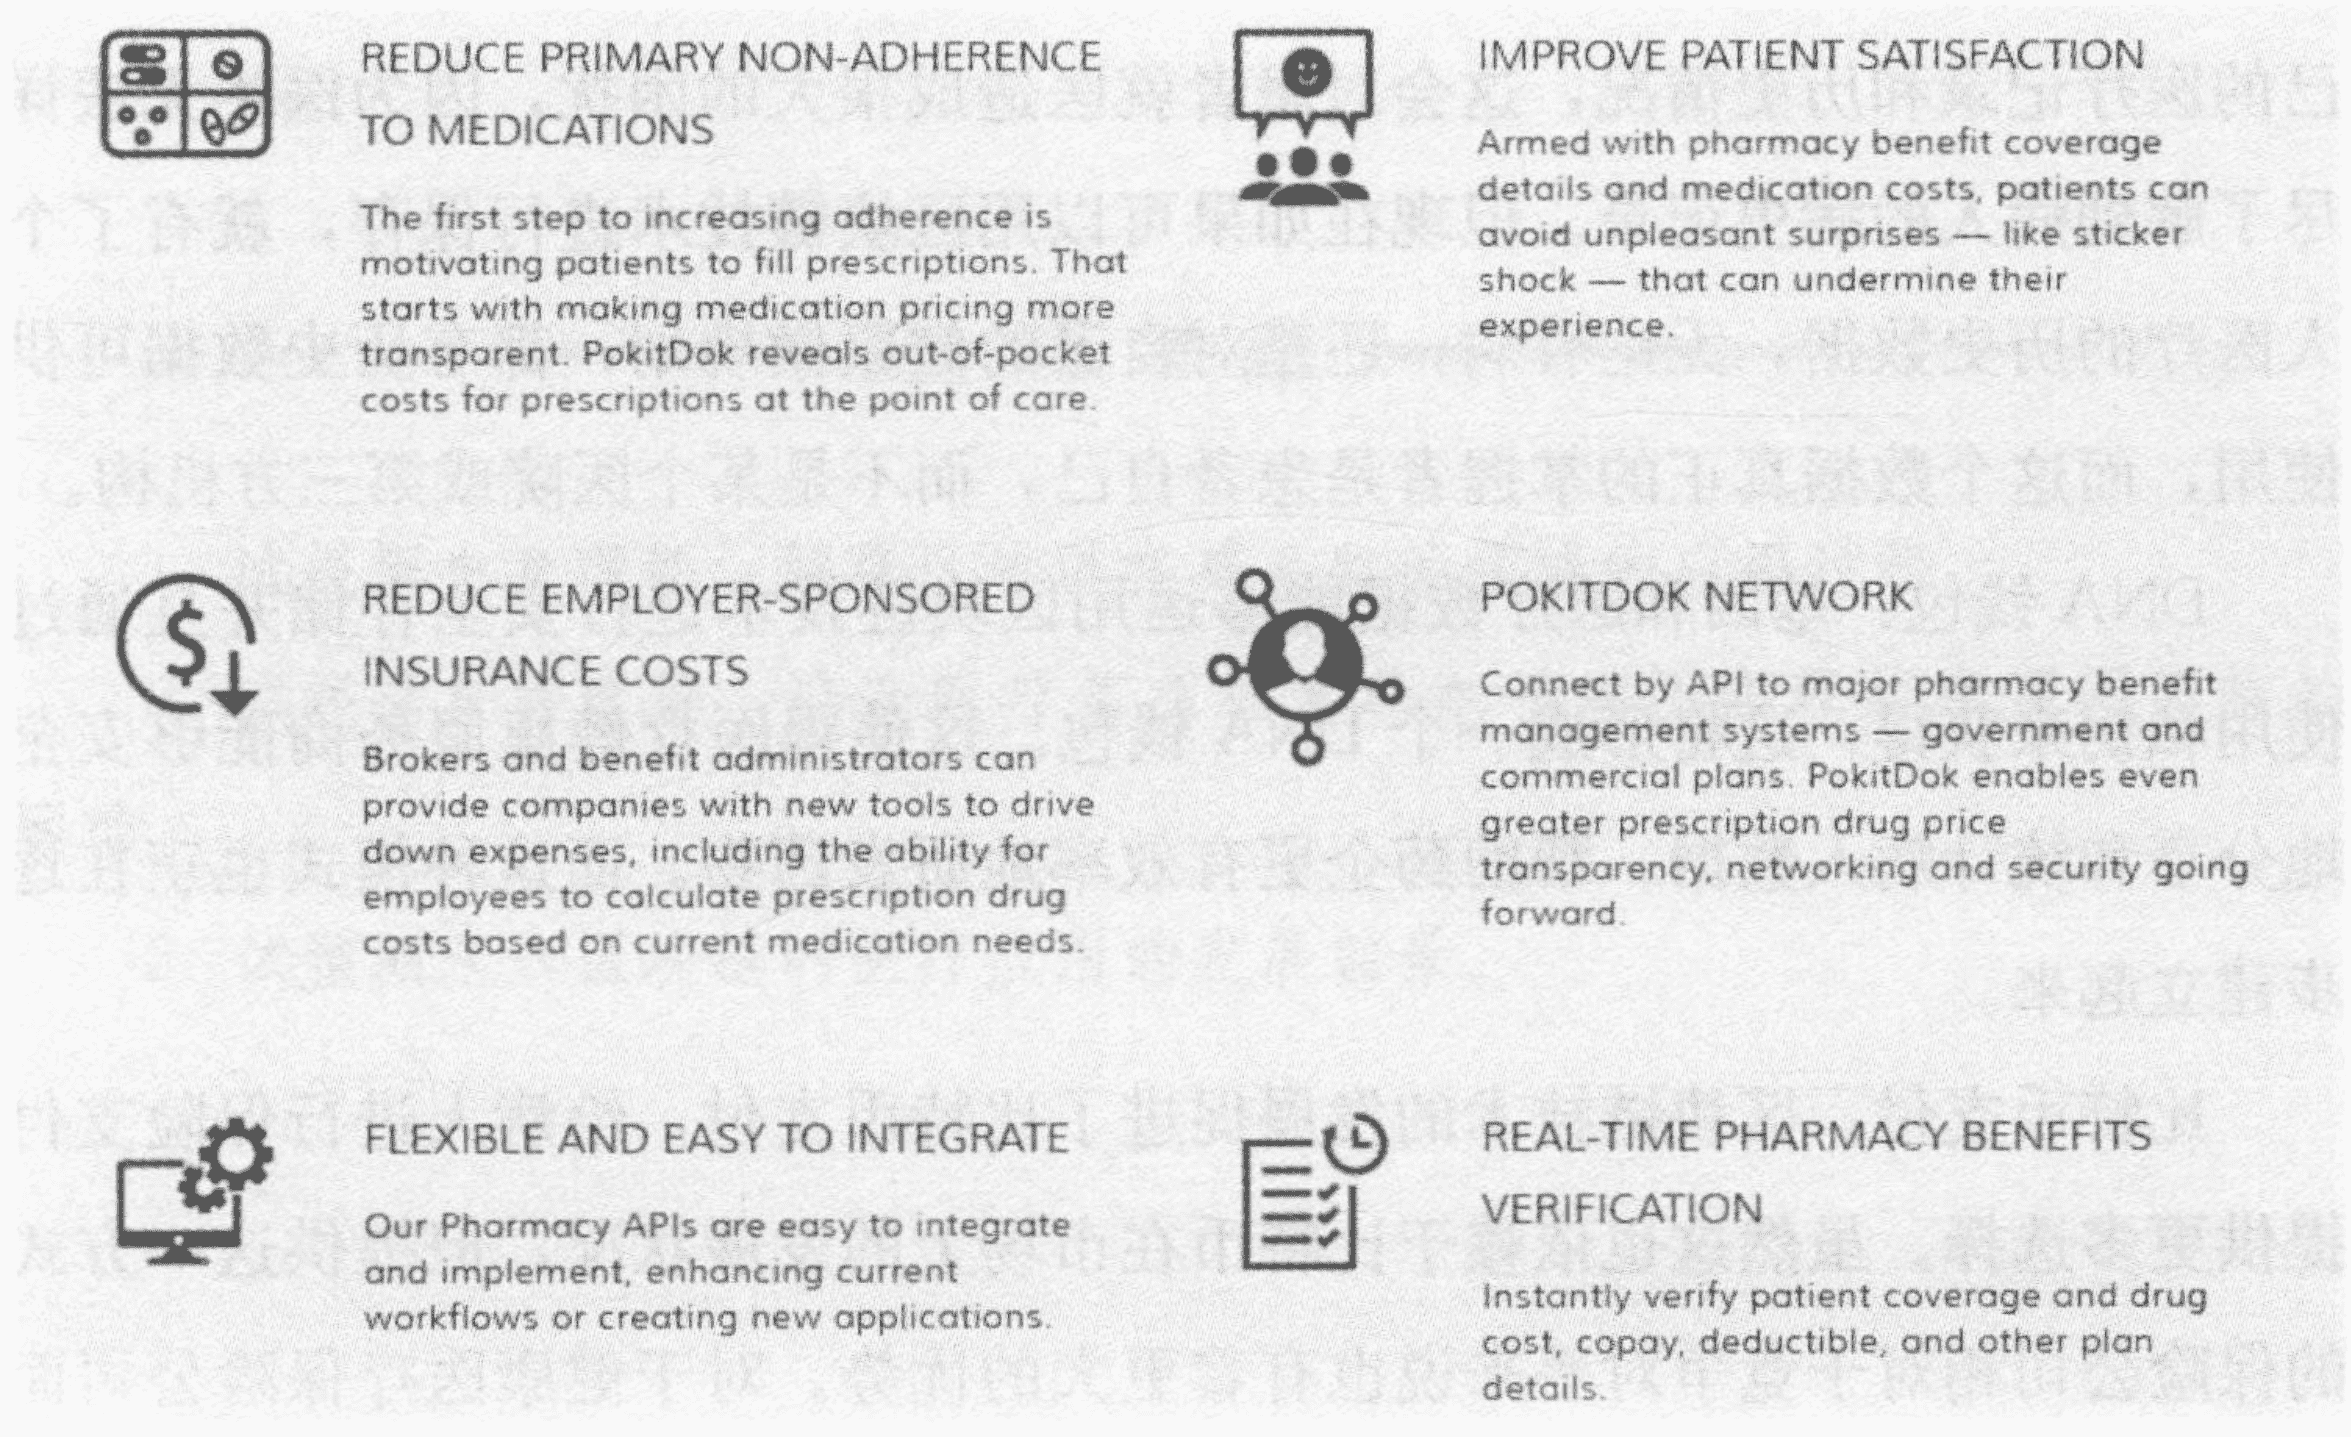 REDUCE PRIMARY NON-ADHERENCE
TO MEDICATIONS
The first step to increasing adherence is
motivating patients to fill prescriptions. That
starts with making medication pricing more
transparent. PokitDok reveals out-of-pocket
costs for prescriptions at the point of care.
IMPROVE PATIENT SATISFACTION
Armed with pharmacy benefit coverage
details and medication costs, patients can
avoid unpleasant surprises — like sticker
shock — that can undermine their
experience.
REDUCE EMPLOYER-SPONSORED
INSURANCE COSTS
Brokers and benefit administrators can
provide companies with new tools to drive
down expenses, including the ability for
employees to calculate prescription drug
costs based on current medication needs.
POKITDOK NETWORK
Connect by API to major pharmacy benefit
management systems — government and
commercial plans. PokitDok enables even
greater prescription drug price
transparency, networking and security going
forward.
FLEXIBLE AND EASY TO INTEGRATE
Our Pharmacy APIs are easy to integrate
and implement, enhancing current
workflows or creating new applications.
REAL-TIME PHARMACY BENEFITS
VERIFICATION
Instantly verify patient coverage and drug
cost, copay, deductible, and other plan
details.